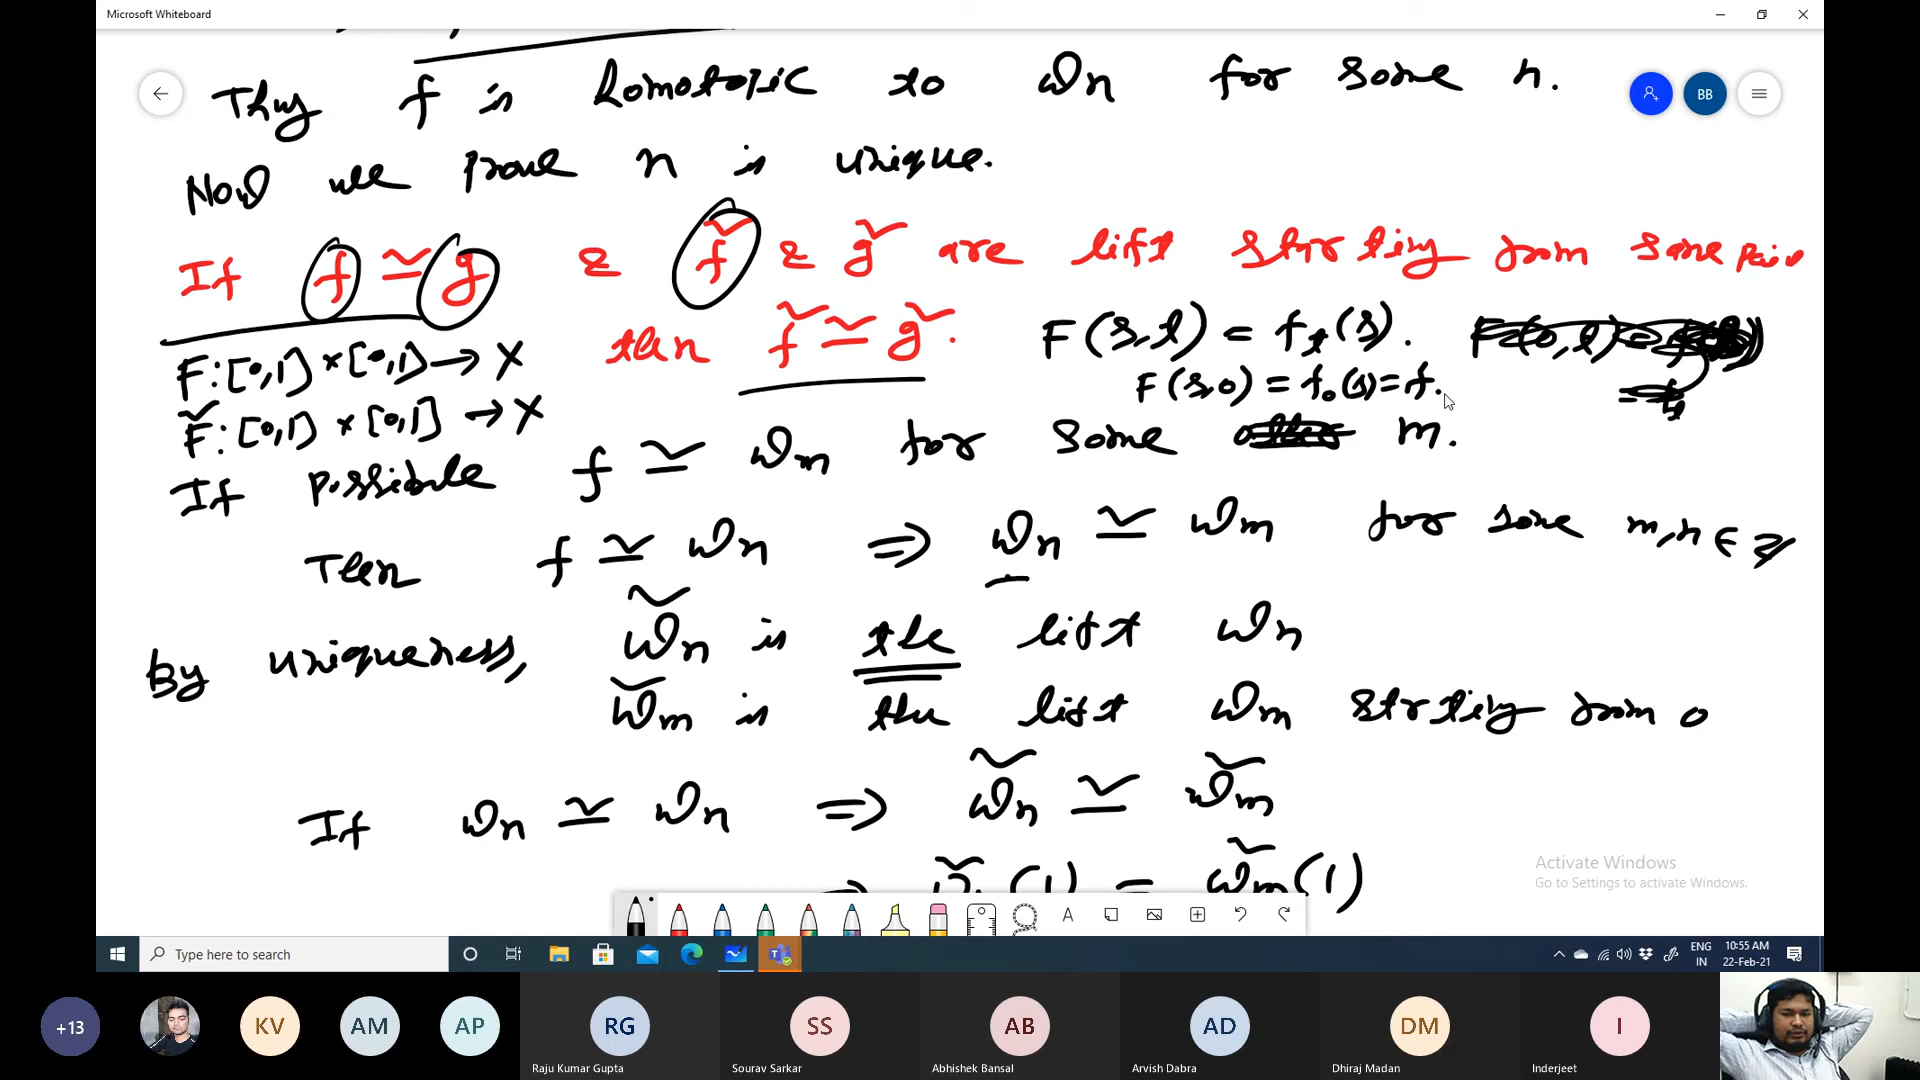 Microsoft Whiteboard
Thus f is homotopic to ωn for some n.
BB
Now we prove n is unique.
If f ≃ g & f̃ & g̃ are lift starting from same point
then f̃ ≃ g̃.
F(s,t) = f_t(s).
F:[0,1]×[0,1] → X
F(s,0) = f_0(s) = f.
F̃:[0,1]×[0,1] → X
If possible f ≃ ωm for some m.
Then f ≃ ωn ⇒ ωn ≃ ωm for some m,n ∈ ℤ
By uniqueness, ω̃n is the lift ωn
ω̃m is the lift ωm starting from 0
If ωn ≃ ωn ⇒ ω̃n ≃ ω̃m
(1) = ω̃m(1)
Activate Windows
Go to Settings to activate Windows.
Type here to search
ENG
IN
10:55 AM
22-Feb-21
+13
KV
AM
AP
RG
SS
AB
AD
DM
I
Raju Kumar Gupta
Sourav Sarkar
Abhishek Bansal
Arvish Dabra
Dhiraj Madan
Inderjeet